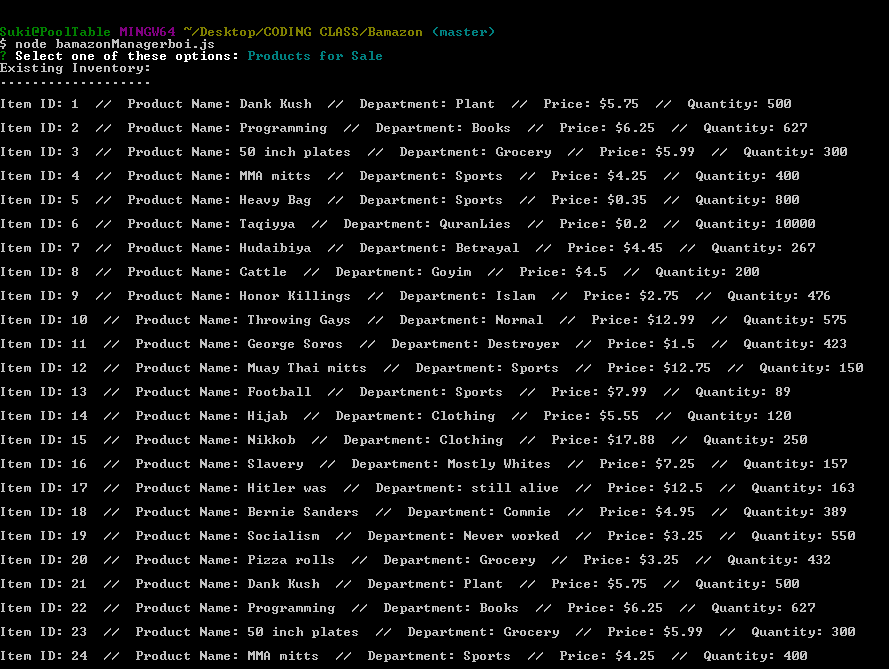 Suki@PoolTable MINGW64 ~/Desktop/CODING CLASS/Bamazon (master)
$ node bamazonManagerboi.js
? Select one of these options: Products for Sale
Existing Inventory:
-------------------
Item ID: 1  //  Product Name: Dank Kush  //  Department: Plant  //  Price: $5.75  //  Quantity: 500
Item ID: 2  //  Product Name: Programming  //  Department: Books  //  Price: $6.25  //  Quantity: 627
Item ID: 3  //  Product Name: 50 inch plates  //  Department: Grocery  //  Price: $5.99  //  Quantity: 300
Item ID: 4  //  Product Name: MMA mitts  //  Department: Sports  //  Price: $4.25  //  Quantity: 400
Item ID: 5  //  Product Name: Heavy Bag  //  Department: Sports  //  Price: $0.35  //  Quantity: 800
Item ID: 6  //  Product Name: Taqiyya  //  Department: QuranLies  //  Price: $0.2  //  Quantity: 10000
Item ID: 7  //  Product Name: Hudaibiya  //  Department: Betrayal  //  Price: $4.45  //  Quantity: 267
Item ID: 8  //  Product Name: Cattle  //  Department: Goyim  //  Price: $4.5  //  Quantity: 200
Item ID: 9  //  Product Name: Honor Killings  //  Department: Islam  //  Price: $2.75  //  Quantity: 476
Item ID: 10  //  Product Name: Throwing Gays  //  Department: Normal  //  Price: $12.99  //  Quantity: 575
Item ID: 11  //  Product Name: George Soros  //  Department: Destroyer  //  Price: $1.5  //  Quantity: 423
Item ID: 12  //  Product Name: Muay Thai mitts  //  Department: Sports  //  Price: $12.75  //  Quantity: 150
Item ID: 13  //  Product Name: Football  //  Department: Sports  //  Price: $7.99  //  Quantity: 89
Item ID: 14  //  Product Name: Hijab  //  Department: Clothing  //  Price: $5.55  //  Quantity: 120
Item ID: 15  //  Product Name: Nikkob  //  Department: Clothing  //  Price: $17.88  //  Quantity: 250
Item ID: 16  //  Product Name: Slavery  //  Department: Mostly Whites  //  Price: $7.25  //  Quantity: 157
Item ID: 17  //  Product Name: Hitler was  //  Department: still alive  //  Price: $12.5  //  Quantity: 163
Item ID: 18  //  Product Name: Bernie Sanders  //  Department: Commie  //  Price: $4.95  //  Quantity: 389
Item ID: 19  //  Product Name: Socialism  //  Department: Never worked  //  Price: $3.25  //  Quantity: 550
Item ID: 20  //  Product Name: Pizza rolls  //  Department: Grocery  //  Price: $3.25  //  Quantity: 432
Item ID: 21  //  Product Name: Dank Kush  //  Department: Plant  //  Price: $5.75  //  Quantity: 500
Item ID: 22  //  Product Name: Programming  //  Department: Books  //  Price: $6.25  //  Quantity: 627
Item ID: 23  //  Product Name: 50 inch plates  //  Department: Grocery  //  Price: $5.99  //  Quantity: 300
Item ID: 24  //  Product Name: MMA mitts  //  Department: Sports  //  Price: $4.25  //  Quantity: 400